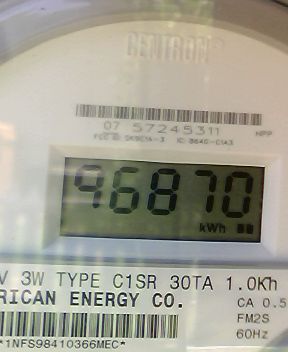 CENTRON®
07 57245311
HPP
96870
kWh
V 3W TYPE C1SR 30TA 1.0Kh
RICAN ENERGY CO.
CA 0.5
FM2S
60Hz
*1NFS98410366MEC*